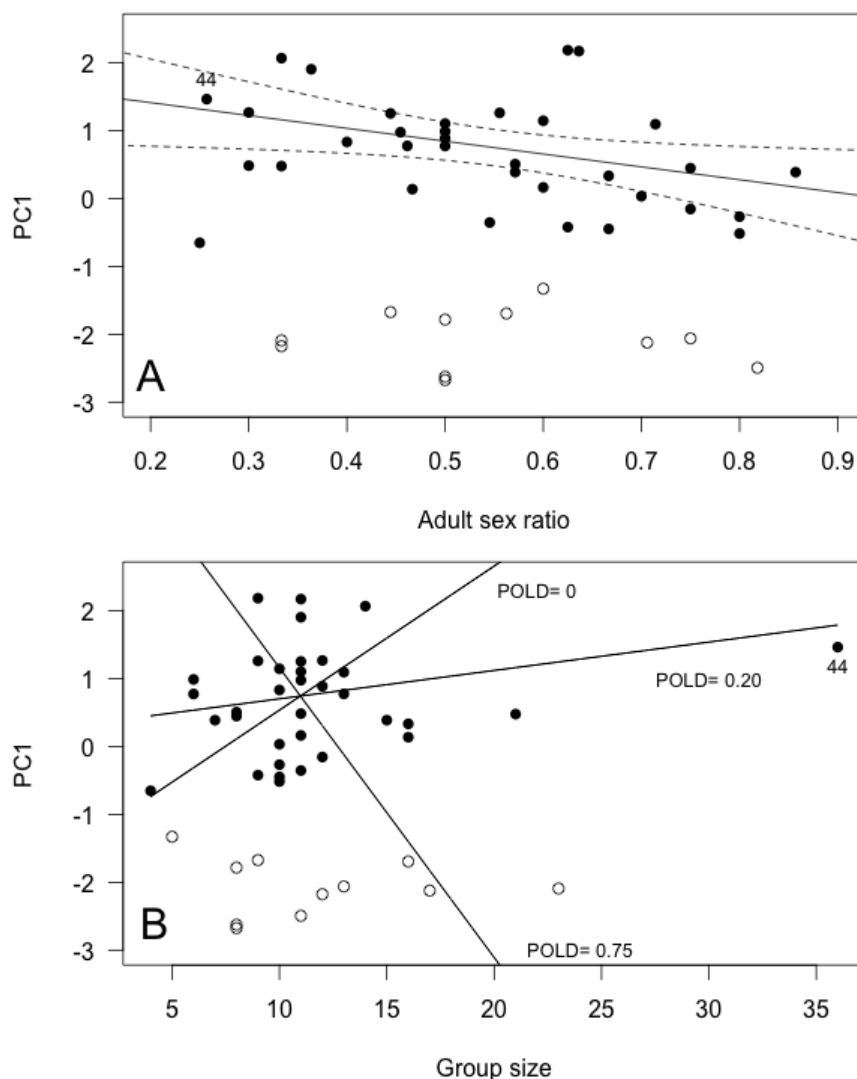 44
2
1
0
-1
-2
-3
PC1
A
0.2 0.3 0.4 0.5 0.6 0.7 0.8 0.9
Adult sex ratio
POLD= 0
POLD= 0.20
44
POLD= 0.75
2
1
0
-1
-2
-3
PC1
B
5 10 15 20 25 30 35
Group size